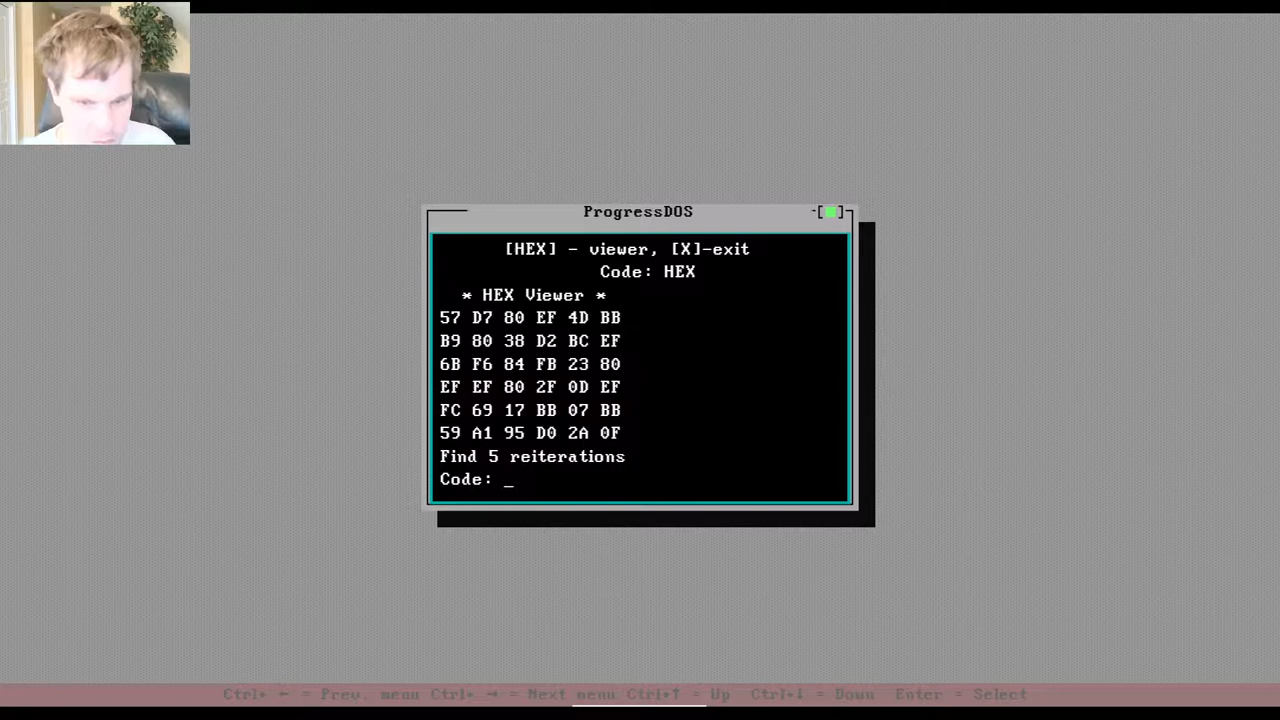 ProgressDOS
[HEX] - viewer, [X]-exit
Code: HEX
* HEX Viewer *
57 D7 80 EF 4D BB
B9 80 38 D2 BC EF
6B F6 84 FB 23 80
EF EF 80 2F 0D EF
FC 69 17 BB 07 BB
59 A1 95 D0 2A 0F
Find 5 reiterations
Code: _
Ctrl+ ← = Prev. menu Ctrl+ → = Next menu Ctrl+↑ = Up Ctrl+↓ = Down Enter = Select